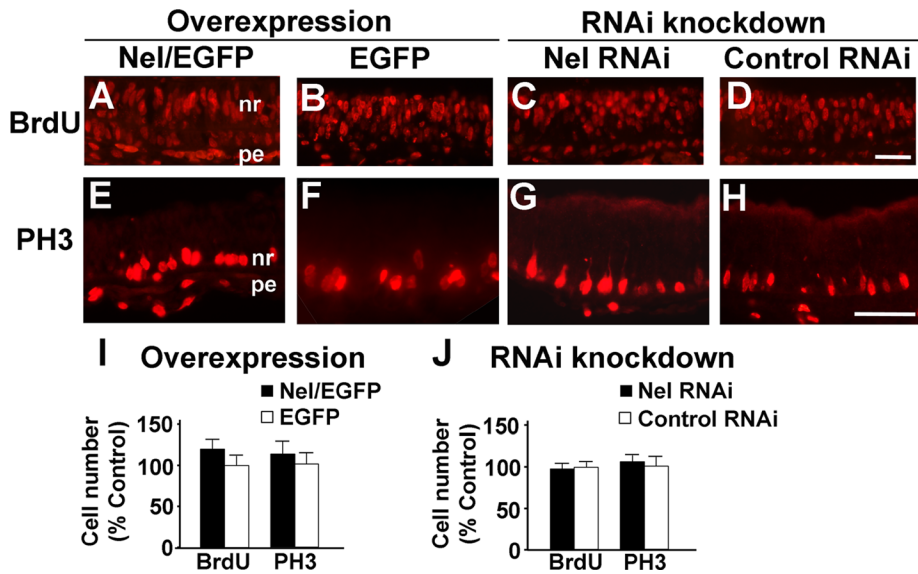 Overexpression RNAi knockdown
Nel/EGFP EGFP Nel RNAi Control RNAi
BrdU A nr pe B C D
PH3 E nr pe F G H
I Overexpression J RNAi knockdown
Nel/EGFP Nel RNAi
EGFP Control RNAi
Cell number
(% Control)
150
100
50
0
BrdU PH3
Cell number
(% Control)
150
100
50
0
BrdU PH3